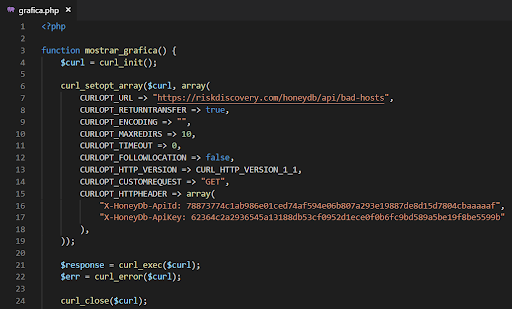 grafica.php ×
1 <?php
2
3 function mostrar_grafica() {
4 $curl = curl_init();
5
6 curl_setopt_array($curl, array(
7 CURLOPT_URL => "https://riskdiscovery.com/honeydb/api/bad-hosts",
8 CURLOPT_RETURNTRANSFER => true,
9 CURLOPT_ENCODING => "",
10 CURLOPT_MAXREDIRS => 10,
11 CURLOPT_TIMEOUT => 0,
12 CURLOPT_FOLLOWLOCATION => false,
13 CURLOPT_HTTP_VERSION => CURL_HTTP_VERSION_1_1,
14 CURLOPT_CUSTOMREQUEST => "GET",
15 CURLOPT_HTTPHEADER => array(
16 "X-HoneyDb-ApiId: 78873774c1ab986e01ced74af594e06b807a293e19887de8d15d7804cbaaaaaf",
17 "X-HoneyDb-ApiKey: 62364c2a2936545a13188db53cf0952d1ece0f0b6fc9bd589a5be19f8be5599b"
18 ),
19 ));
20
21 $response = curl_exec($curl);
22 $err = curl_error($curl);
23
24 curl_close($curl);